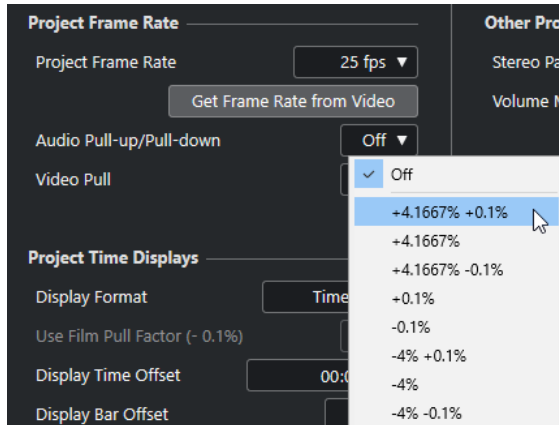 Project Frame Rate
Other Pro
Project Frame Rate 25 fps
Stereo Pa
Get Frame Rate from Video
Volume
Audio Pull-up/Pull-down Off
Video Pull
Off
+4.1667% +0.1%
+4.1667%
+4.1667% -0.1%
+0.1%
-0.1%
-4% +0.1%
-4%
-4% -0.1%
Project Time Displays
Display Format Time
Use Film Pull Factor (- 0.1%)
Display Time Offset 00:0
Display Bar Offset